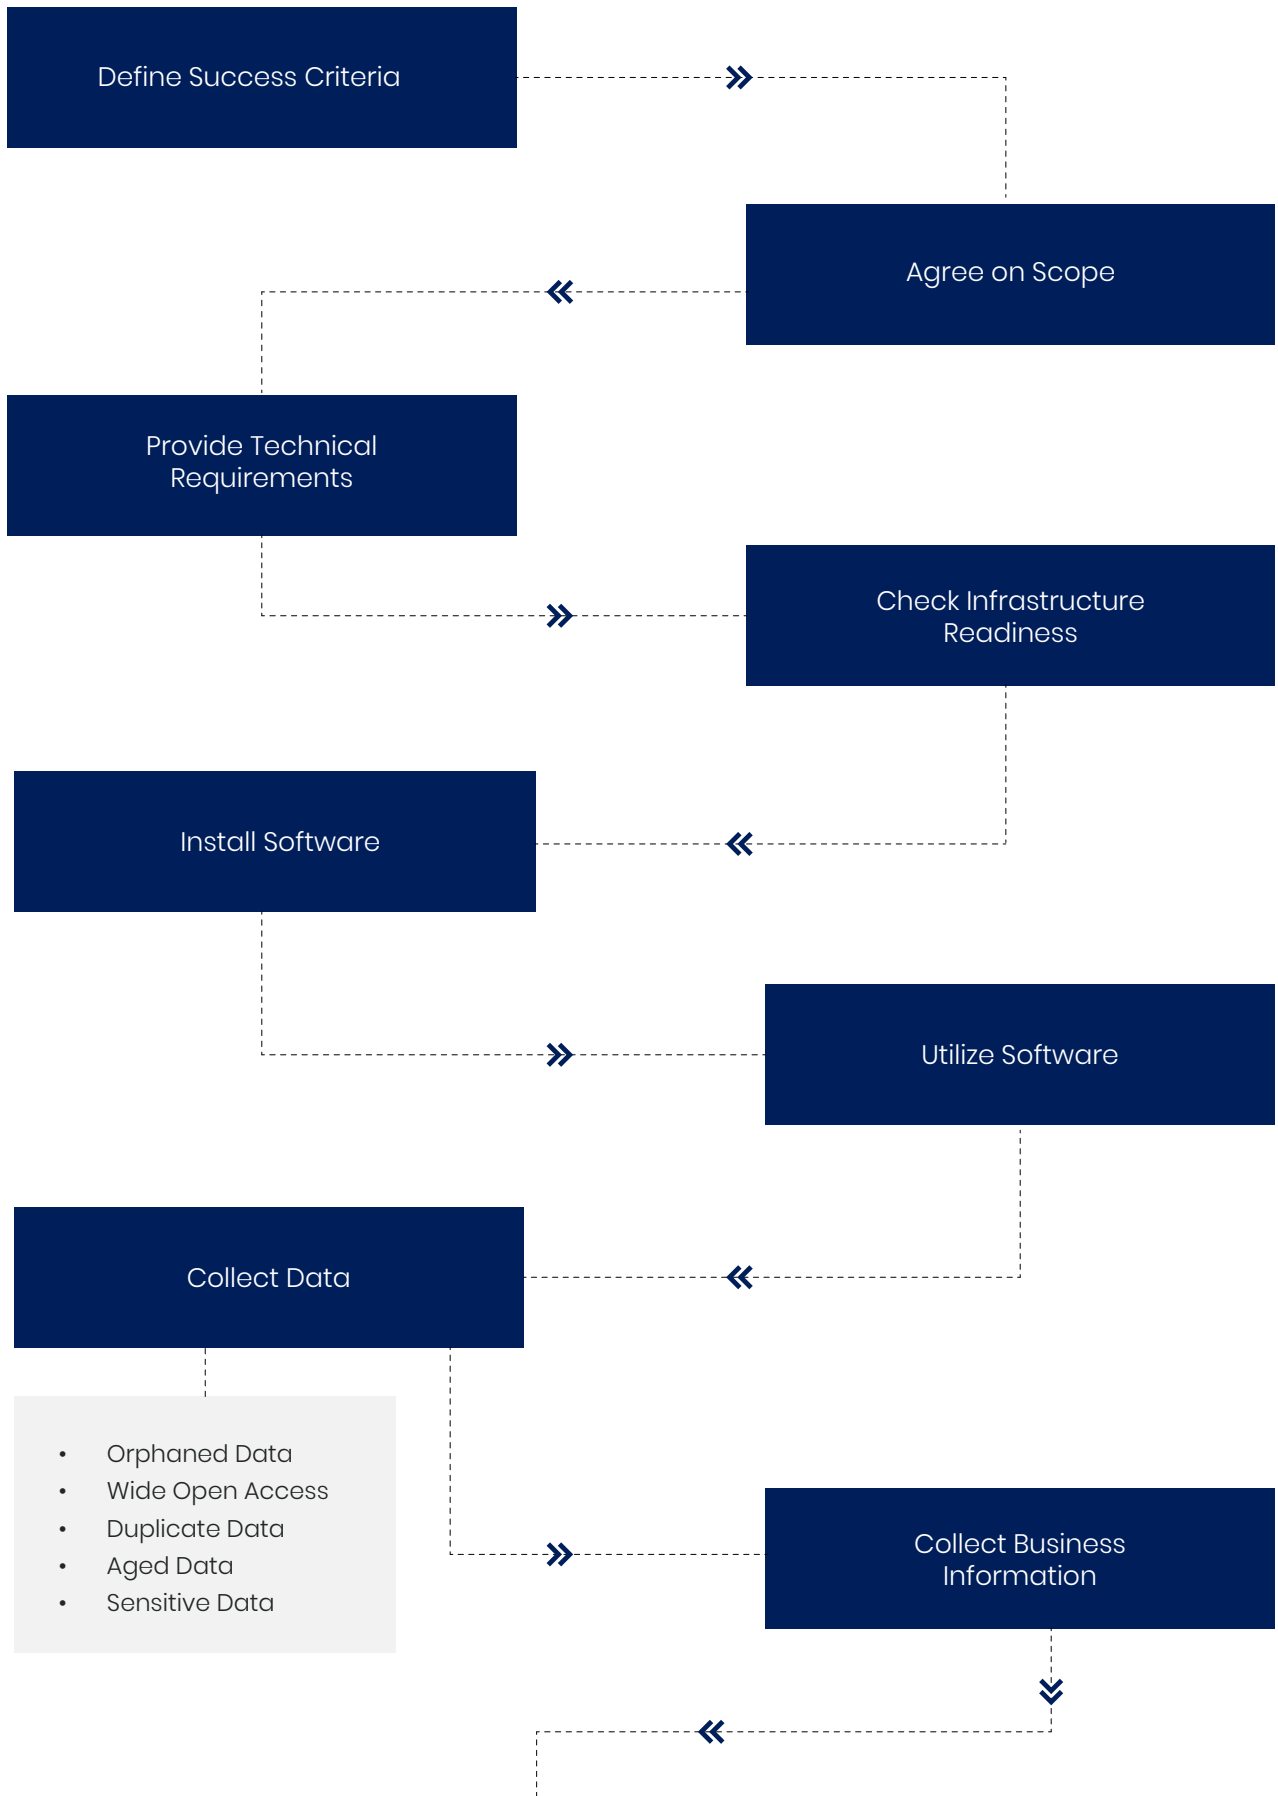 Define Success Criteria
Agree on Scope
Provide Technical
Requirements
Check Infrastructure
Readiness
Install Software
Utilize Software
Collect Data
• Orphaned Data
• Wide Open Access
• Duplicate Data
• Aged Data
• Sensitive Data
Collect Business
Information